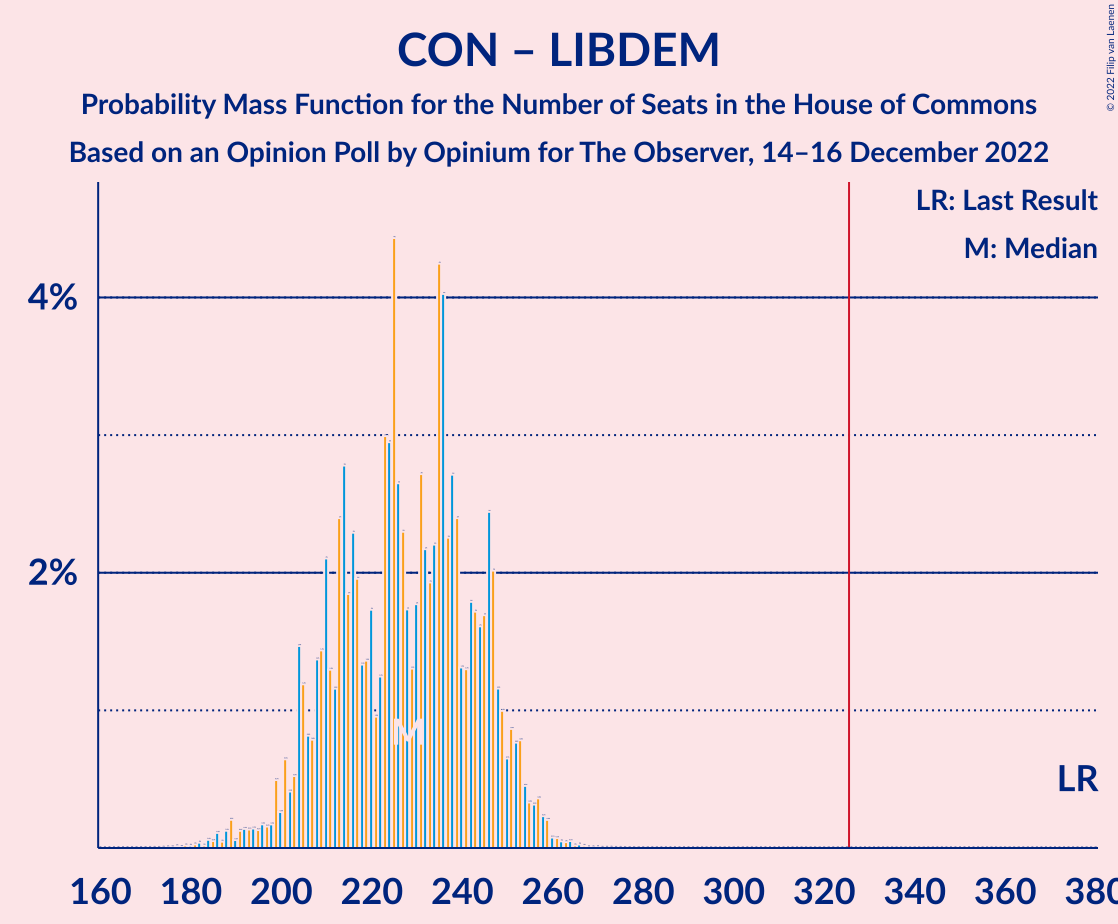 CON – LIBDEM
Probability Mass Function for the Number of Seats in the House of Commons
Based on an Opinion Poll by Opinium for The Observer, 14–16 December 2022
© 2022 Filip van Laenen
LR: Last Result
M: Median
4%
2%
M
LR
160 180 200 220 240 260 280 300 320 340 360 380